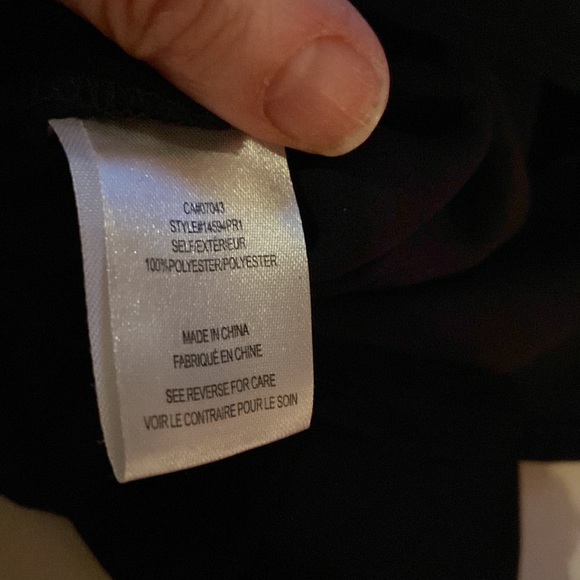 CA#07043
STYLE#14594PR1
SELF/EXTERIEUR
100%POLYESTER/POLYESTER
MADE IN CHINA
FABRIQUÉ EN CHINE
SEE REVERSE FOR CARE
VOIR LE CONTRAIRE POUR LE SOIN